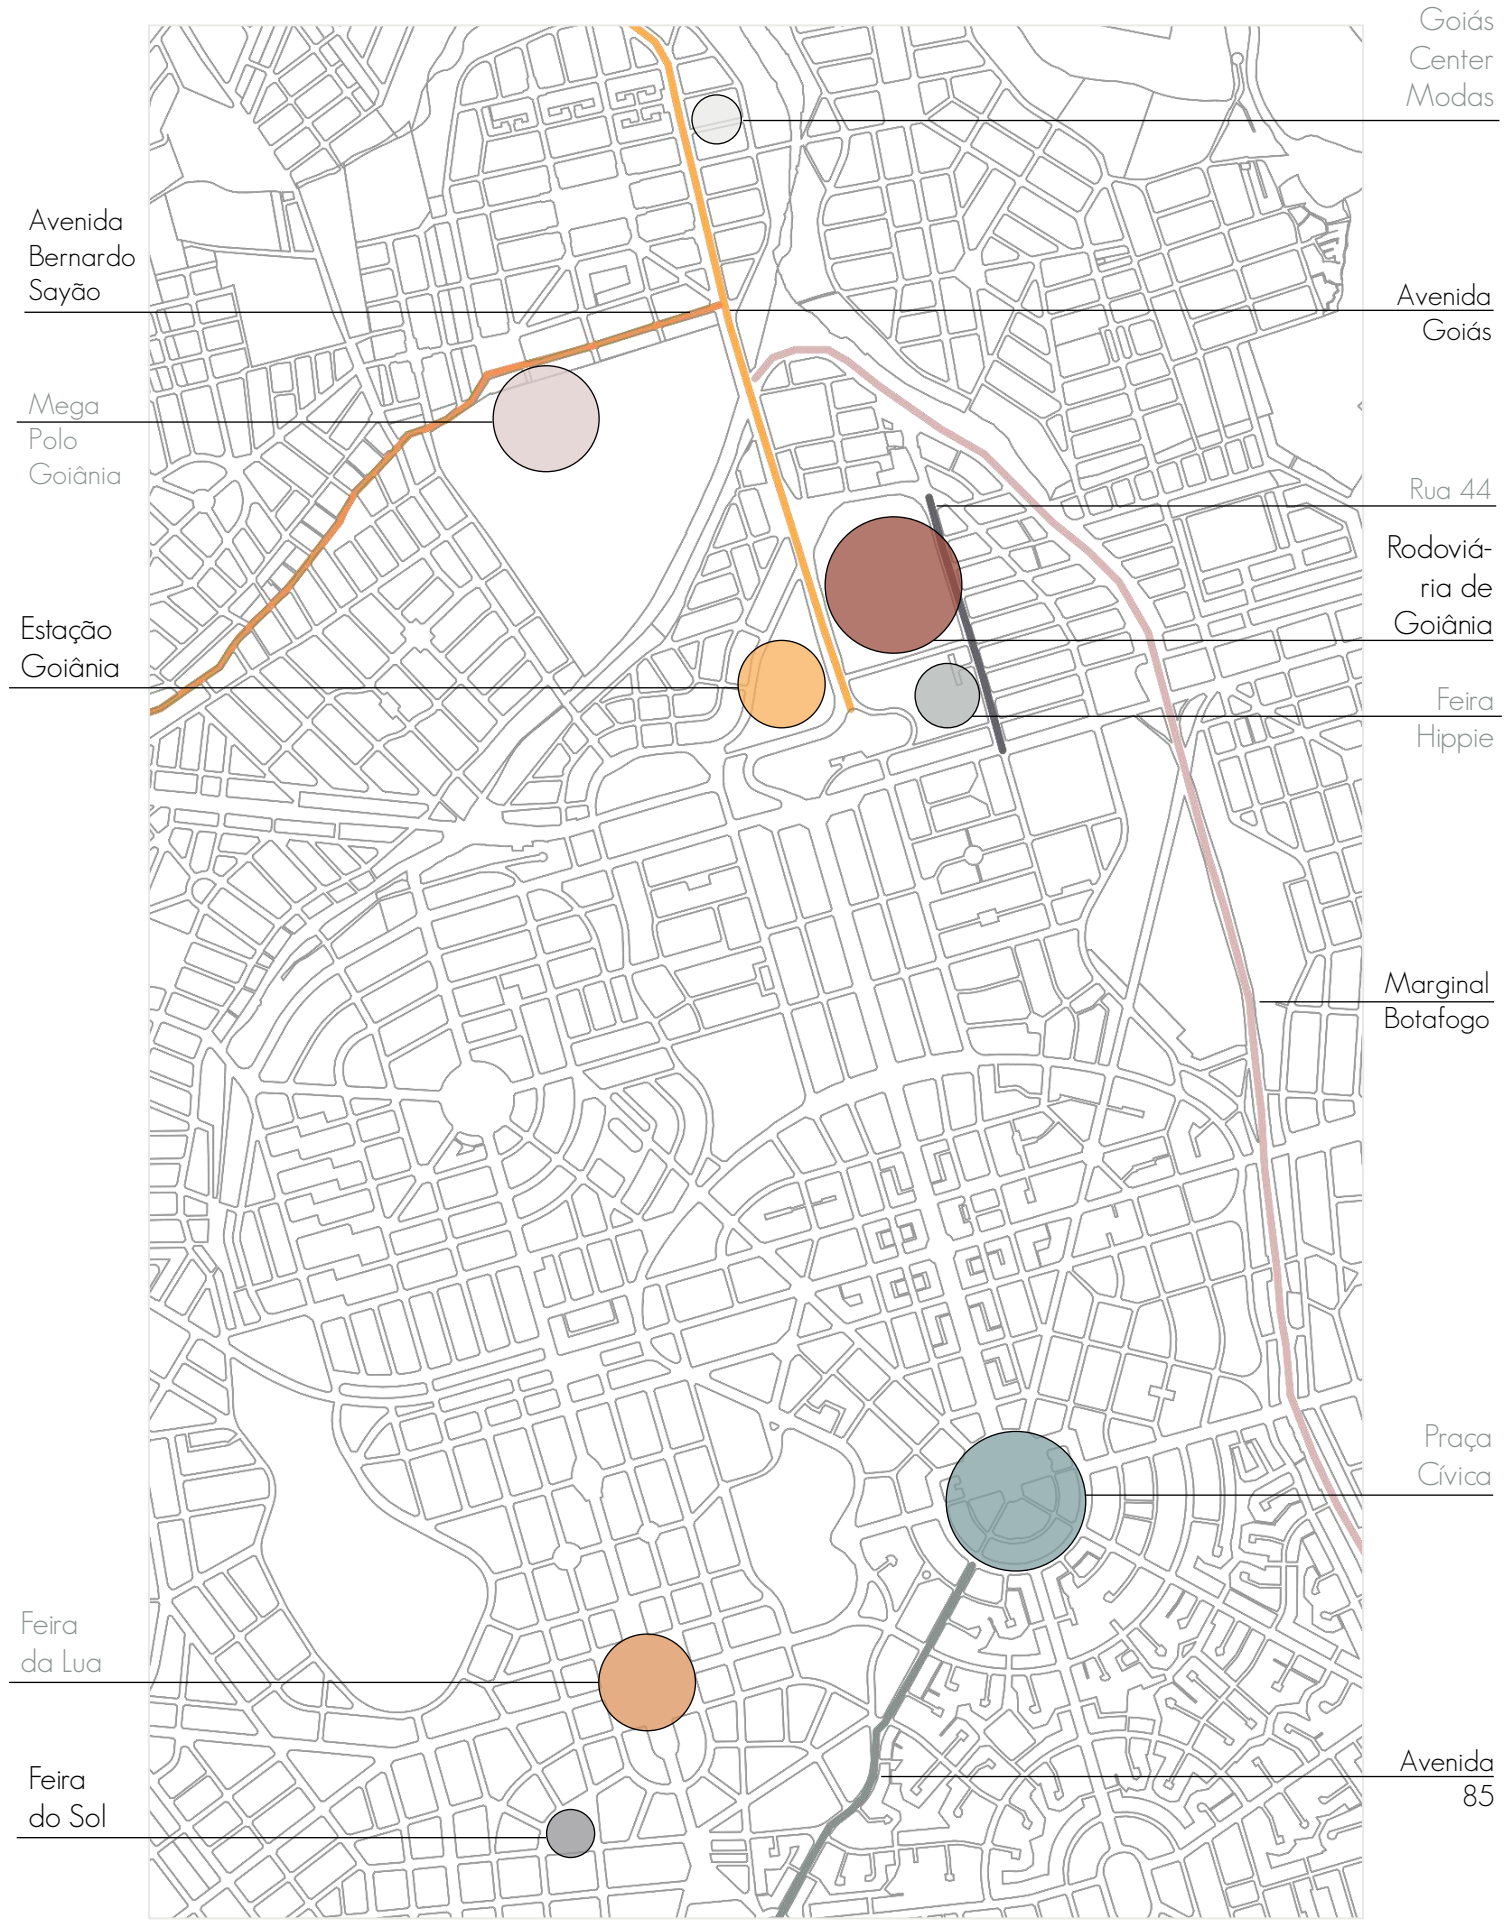 Goiás
Center
Modas
Avenida
Bernardo
Sayão
Avenida
Goiás
Mega
Polo
Goiânia
Rua 44
Rodoviá-
ria de
Goiânia
Estação
Goiânia
Feira
Hippie
Marginal
Botafogo
Praça
Cívica
Feira
da Lua
Avenida
85
Feira
do Sol